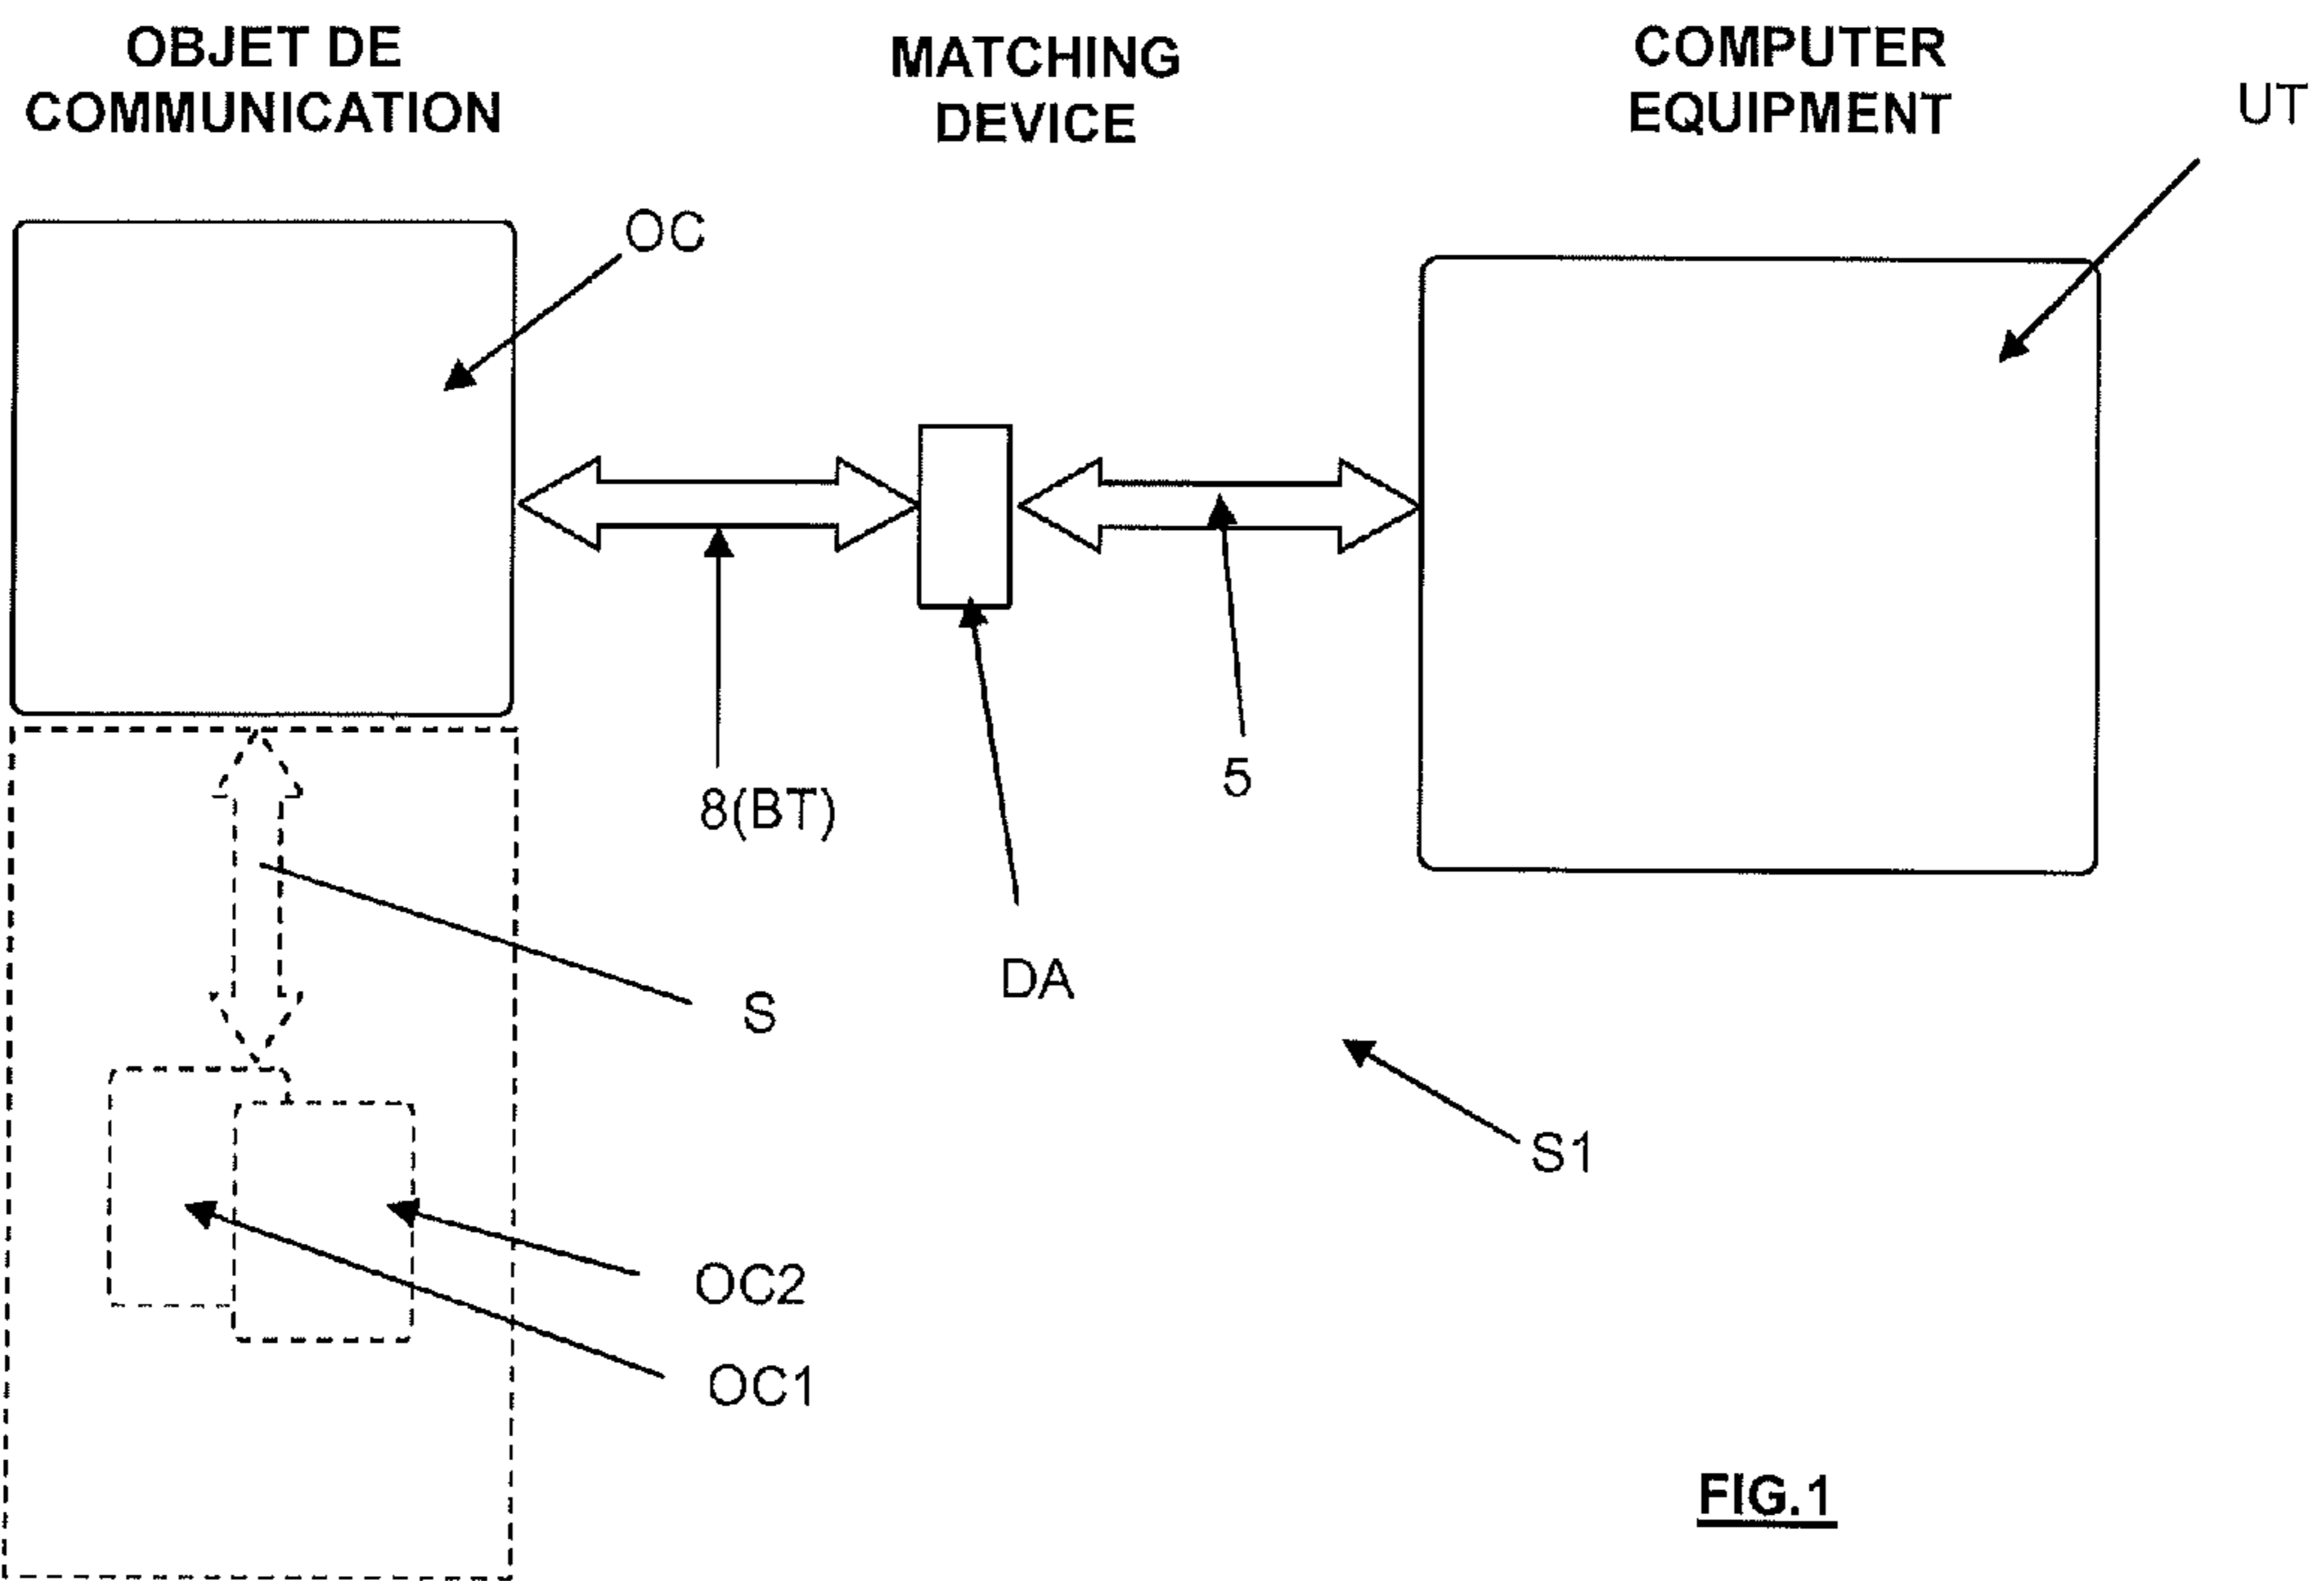 OBJET DE
COMMUNICATION
MATCHING
DEVICE
COMPUTER
EQUIPMENT
UT
OC
8(BT)
5
DA
S
S1
OC2
OC1
FIG.1